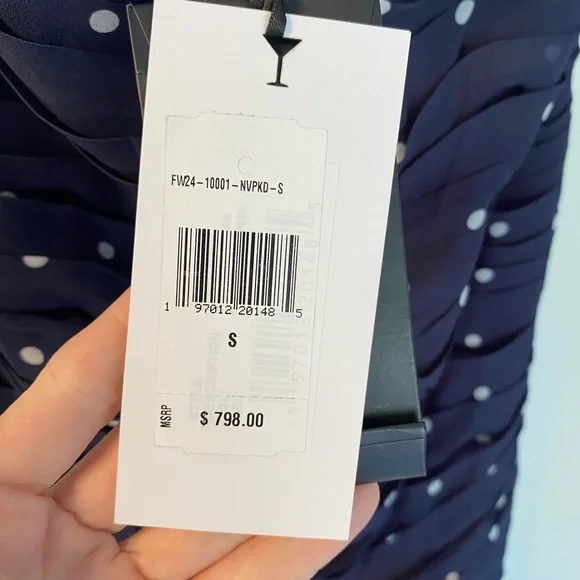 FW24-10001-NVPKD-S
1 97012 20148 5
S
MSRP $ 798.00